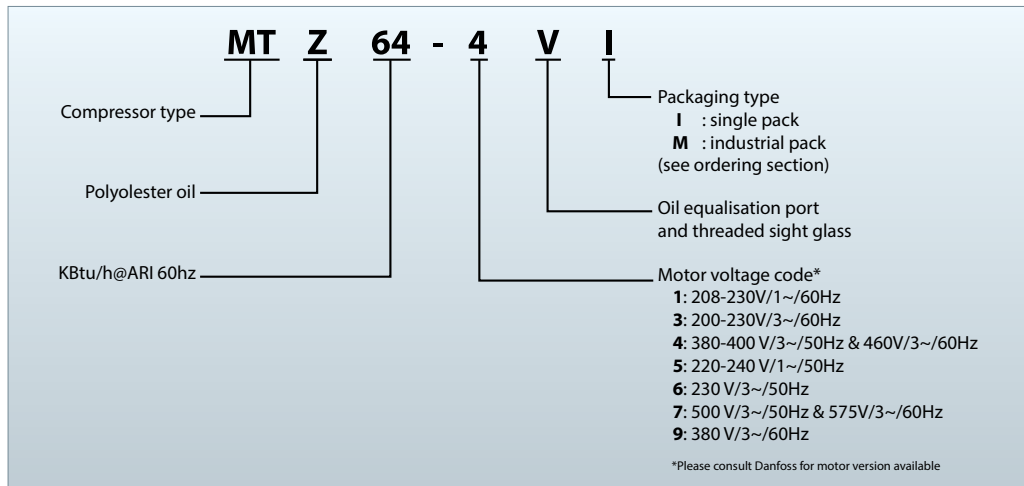 MT Z 64 - 4 V I
Compressor type
Polyolester oil
KBtu/h@ARI 60hz
Packaging type
I : single pack
M : industrial pack
(see ordering section)
Oil equalisation port
and threaded sight glass
Motor voltage code*
1: 208-230V/1~/60Hz
3: 200-230V/3~/60Hz
4: 380-400 V/3~/50Hz & 460V/3~/60Hz
5: 220-240 V/1~/50Hz
6: 230 V/3~/50Hz
7: 500 V/3~/50Hz & 575V/3~/60Hz
9: 380 V/3~/60Hz
*Please consult Danfoss for motor version available